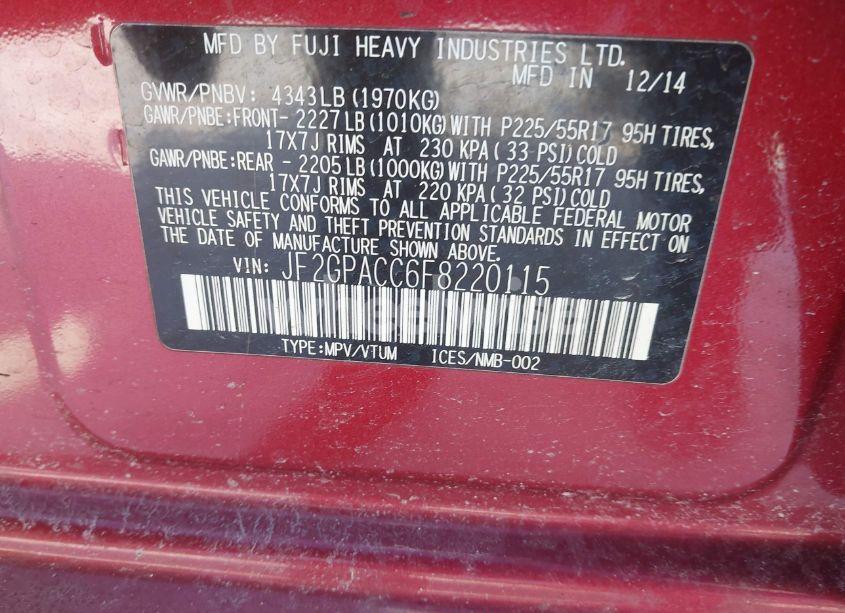 MFD BY FUJI HEAVY INDUSTRIES LTD.
MFD IN 12/14
GVWR/PNBV: 4343LB (1970KG)
GAWR/PNBE:FRONT- 2227LB (1010KG) WITH P225/55R17 95H TIRES,
17X7J RIMS AT 230 KPA ( 33 PSI) COLD
GAWR/PNBE:REAR - 2205LB (1000KG) WITH P225/55R17 95H TIRES,
17X7J RIMS AT 220 KPA ( 32 PSI) COLD
THIS VEHICLE CONFORMS TO ALL APPLICABLE FEDERAL MOTOR
VEHICLE SAFETY AND THEFT PREVENTION STANDARDS IN EFFECT ON
THE DATE OF MANUFACTURE SHOWN ABOVE.
VIN: JF2GPACC6F8220115
TYPE:MPV/VTUM ICES/NMB-002